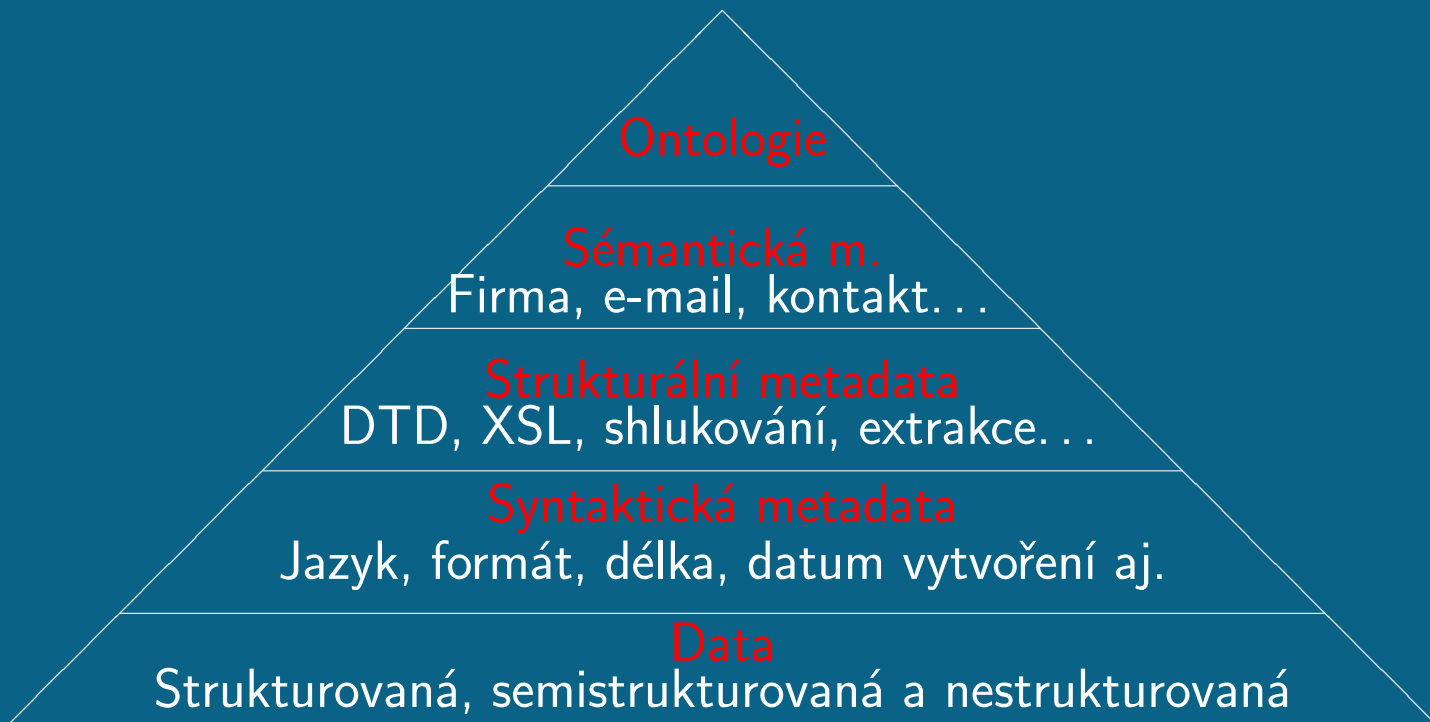 Ontologie
Sémantická m.
Firma, e-mail, kontakt...
Strukturální metadata
DTD, XSL, shlukování, extrakce...
Syntaktická metadata
Jazyk, formát, délka, datum vytvoření aj.
Data
Strukturovaná, semistrukturovaná a nestrukturovaná